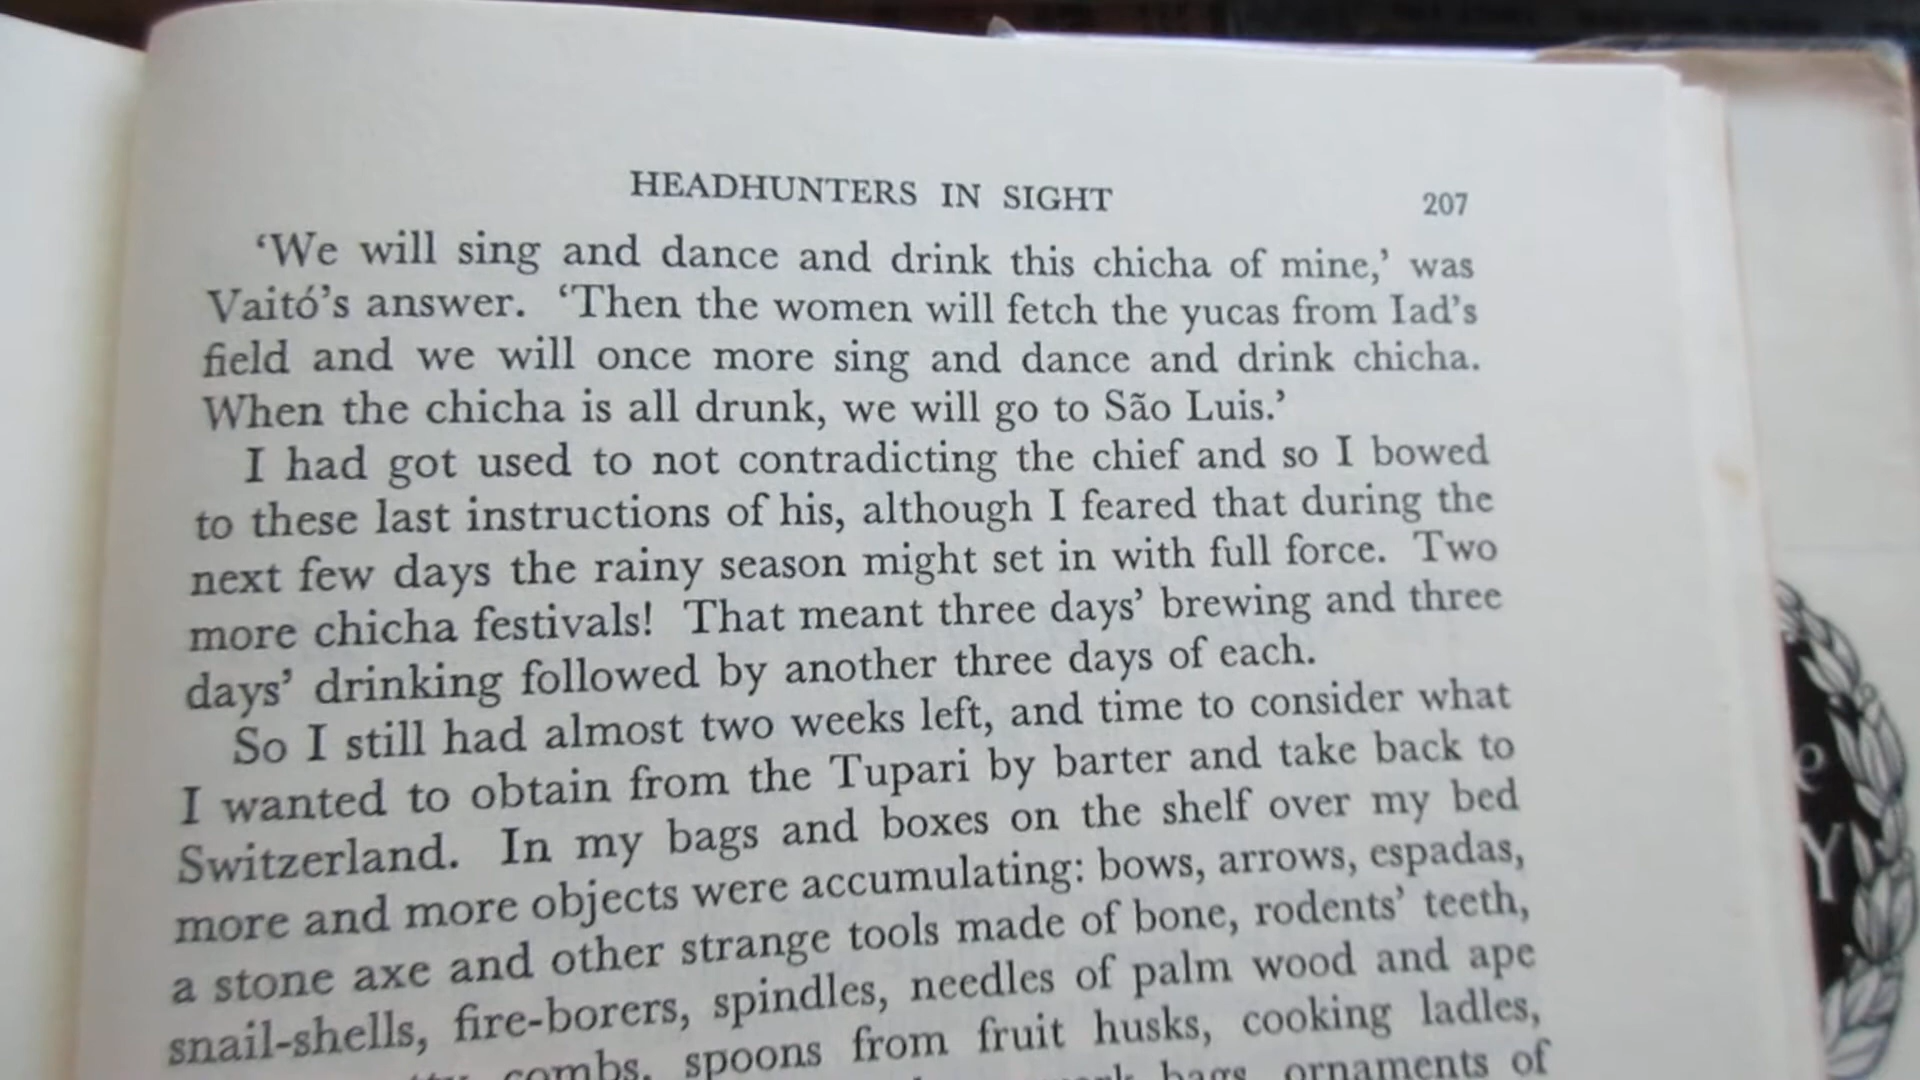 HEADHUNTERS IN SIGHT 207
‘We will sing and dance and drink this chicha of mine,’ was
Vaitó’s answer. ‘Then the women will fetch the yucas from Iad’s
field and we will once more sing and dance and drink chicha.
When the chicha is all drunk, we will go to São Luis.’
I had got used to not contradicting the chief and so I bowed
to these last instructions of his, although I feared that during the
next few days the rainy season might set in with full force. Two
more chicha festivals! That meant three days’ brewing and three
days’ drinking followed by another three days of each.
So I still had almost two weeks left, and time to consider what
I wanted to obtain from the Tupari by barter and take back to
Switzerland. In my bags and boxes on the shelf over my bed
more and more objects were accumulating: bows, arrows, espadas,
a stone axe and other strange tools made of bone, rodents’ teeth,
snail-shells, fire-borers, spindles, needles of palm wood and ape
combs, spoons from fruit husks, cooking ladles,
bags, ornaments of
e
Y